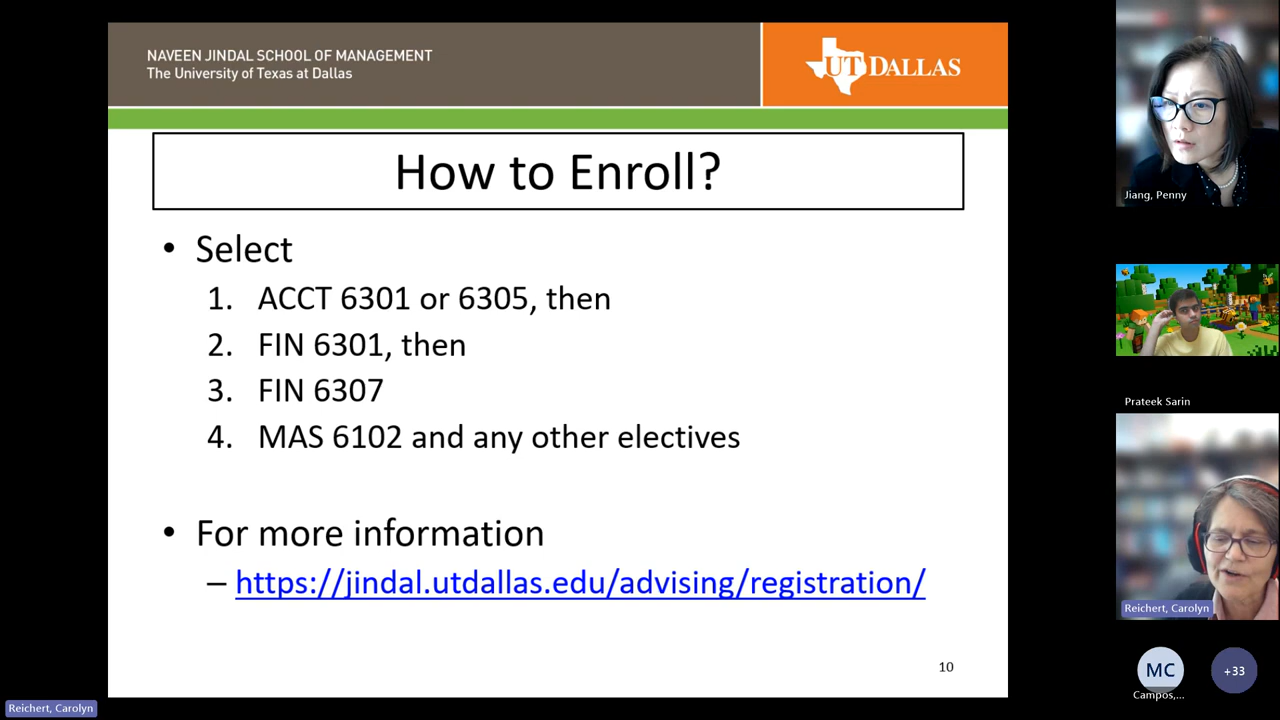 NAVEEN JINDAL SCHOOL OF MANAGEMENT
The University of Texas at Dallas
UT DALLAS
How to Enroll?
• Select
1. ACCT 6301 or 6305, then
2. FIN 6301, then
3. FIN 6307
4. MAS 6102 and any other electives
• For more information
– https://jindal.utdallas.edu/advising/registration/
10
Jiang, Penny
Prateek Sarin
Reichert, Carolyn
MC
+33
Campos,...
Reichert, Carolyn